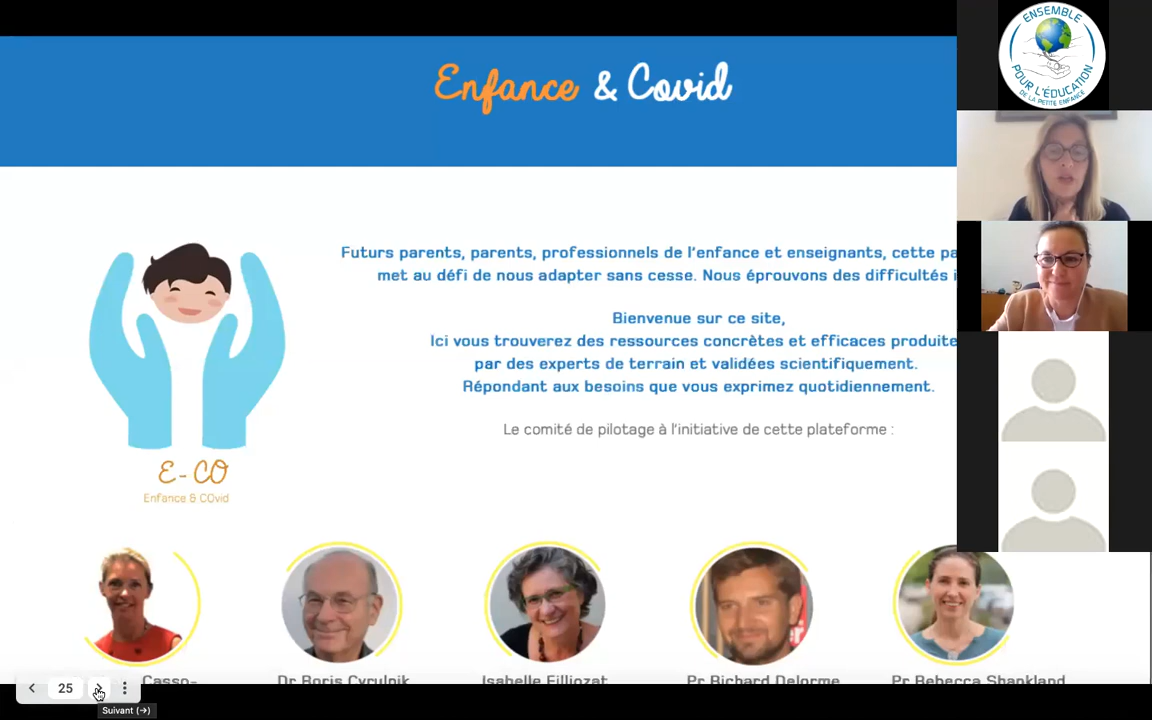 Enfance & Covid
ENSEMBLE
POUR L'ÉDUCATION
DE LA PETITE ENFANCE
Futurs parents, parents, professionnels de l'enfance et enseignants, cette pa
met au défi de nous adapter sans cesse. Nous éprouvons des difficultés i
Bienvenue sur ce site,
Ici vous trouverez des ressources concrètes et efficaces produite
par des experts de terrain et validées scientifiquement.
Répondant aux besoins que vous exprimez quotidiennement.
Le comité de pilotage à l'initiative de cette plateforme :
E-CO
Enfance & COvid
Casso-
Dr Boris Cyrulnik
Isabelle Filliozat
Pr Richard Delorme
Pr Rebecca Shankland
25
Suivant (→)